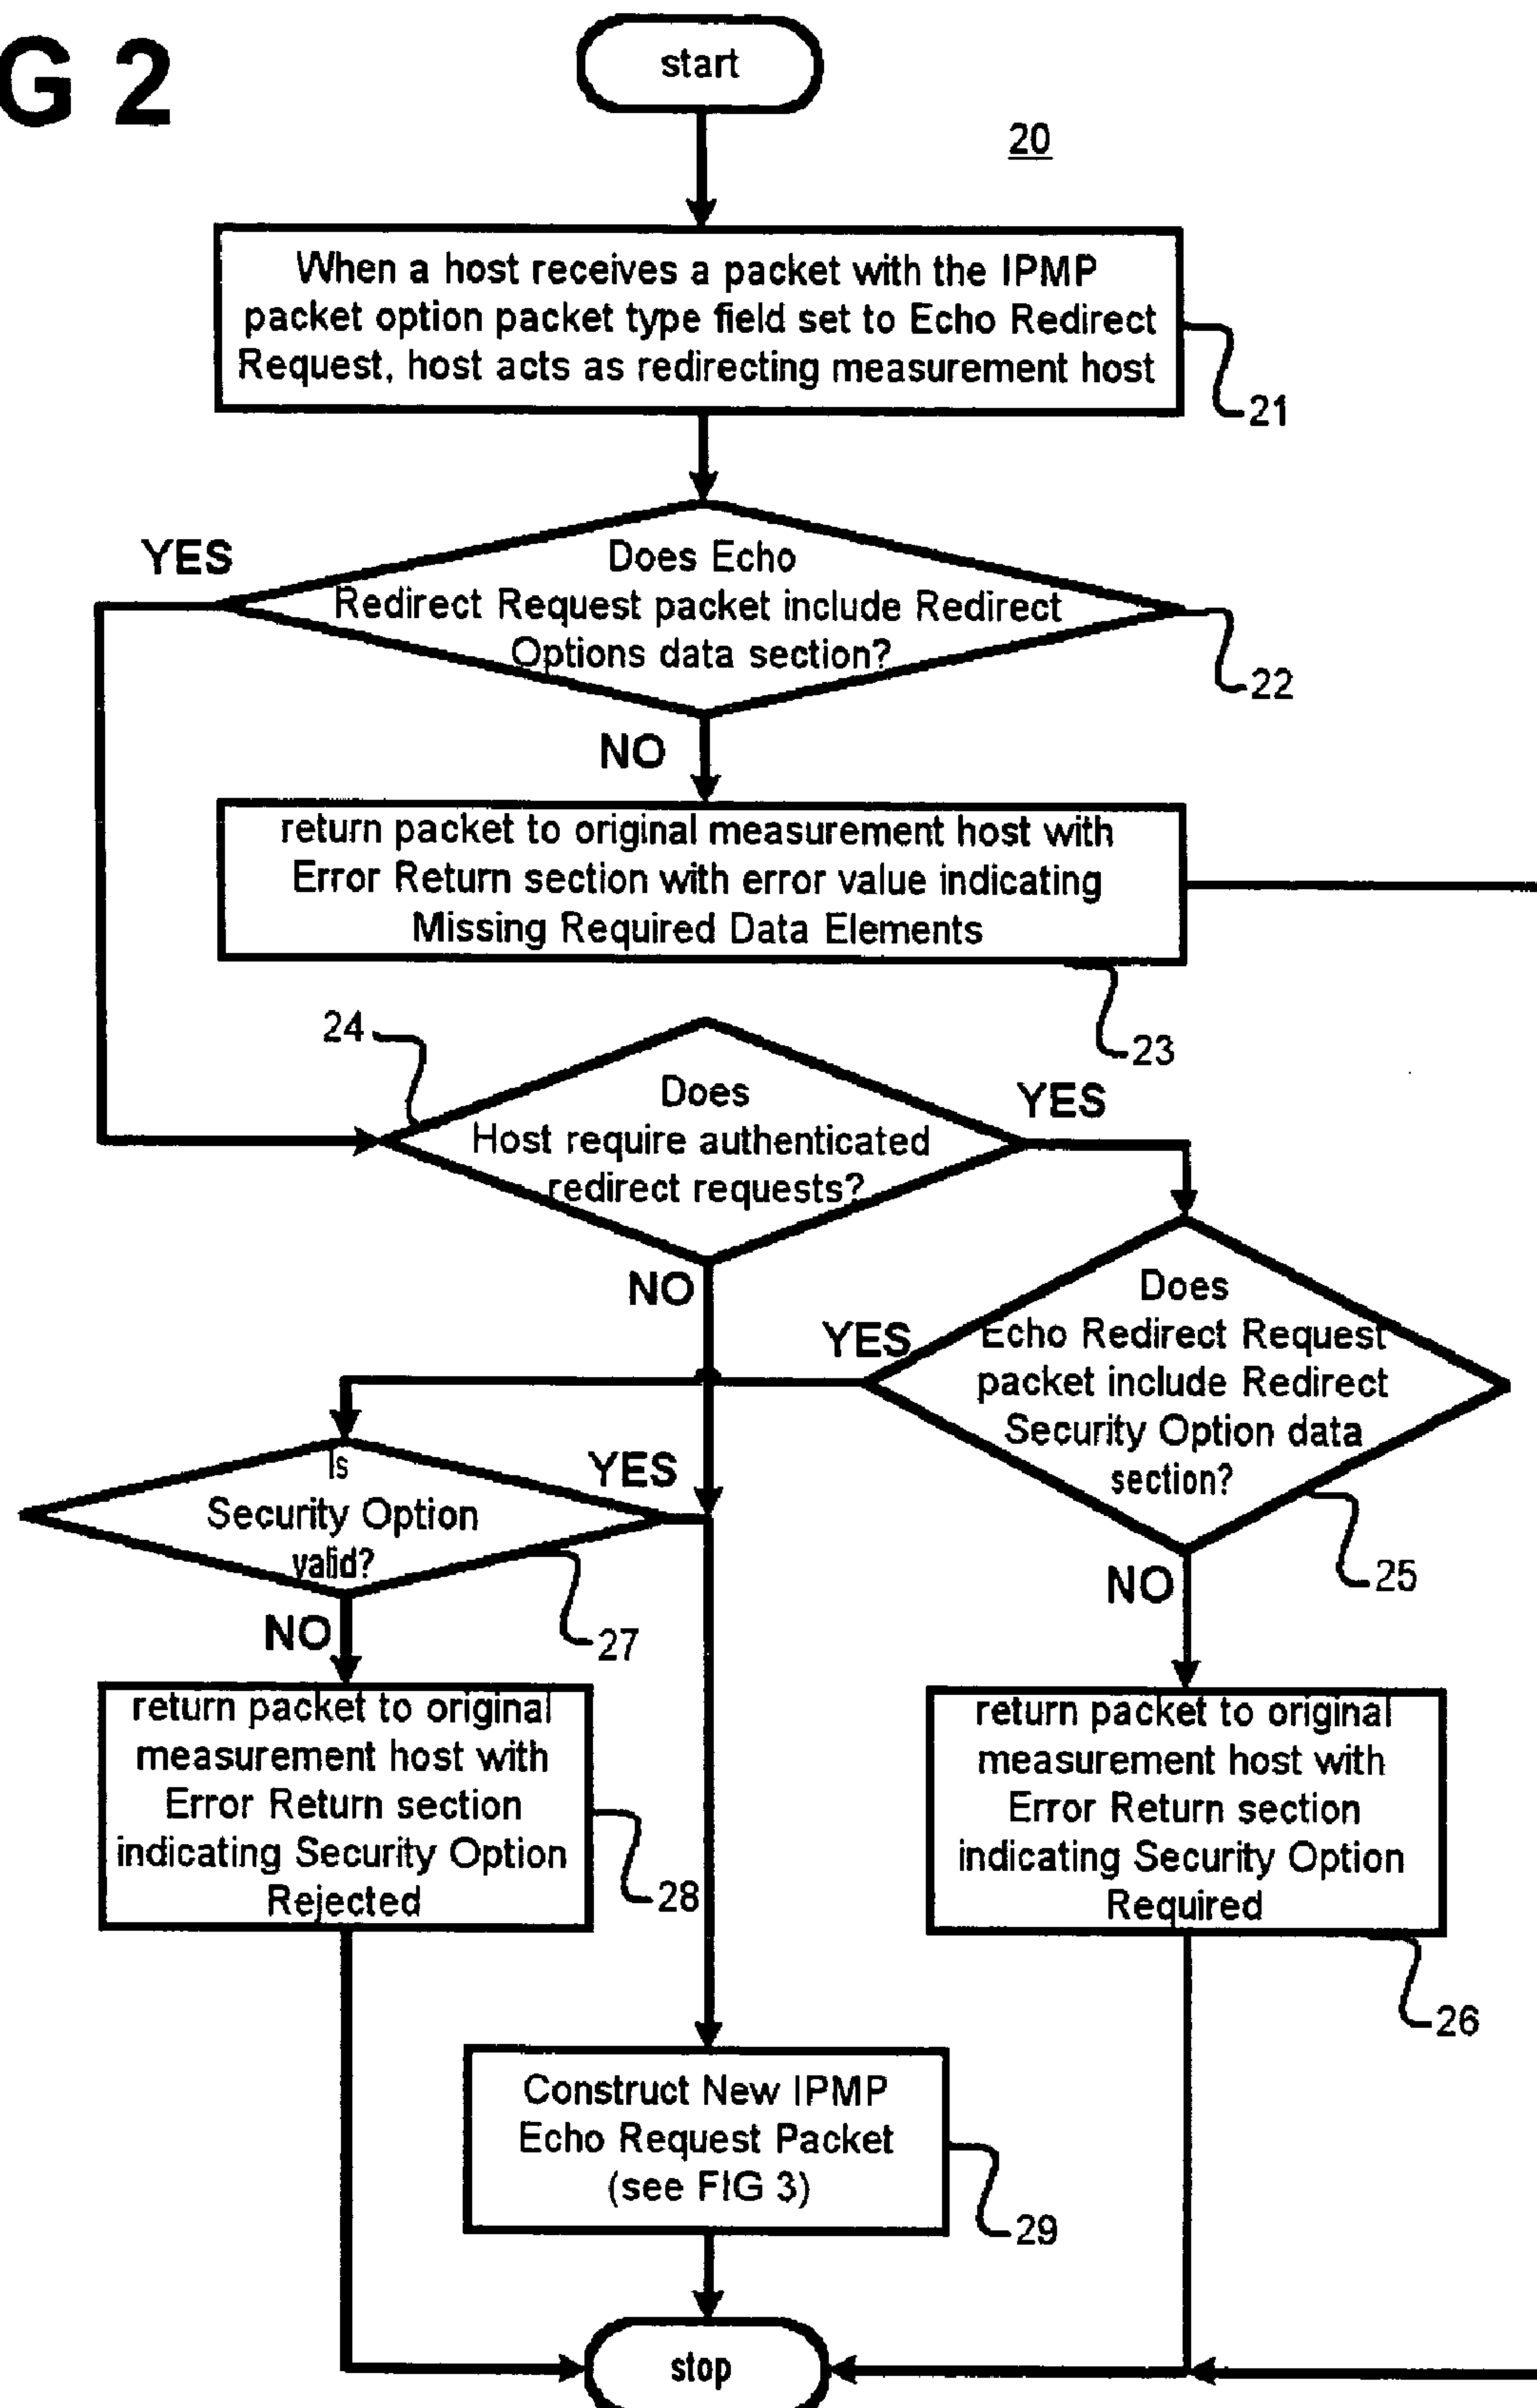 G 2
start
20
When a host receives a packet with the IPMP
packet option packet type field set to Echo Redirect
Request, host acts as redirecting measurement host
21
YES
Does Echo
Redirect Request packet include Redirect
Options data section?
22
NO
return packet to original measurement host with
Error Return section with error value indicating
Missing Required Data Elements
23
24
Does
Host require authenticated
redirect requests?
YES
NO
Does
Echo Redirect Request
packet include Redirect
Security Option data
section?
YES
25
Is
Security Option
valid?
YES
27
NO
NO
return packet to original
measurement host with
Error Return section
indicating Security Option
Rejected
28
return packet to original
measurement host with
Error Return section
indicating Security Option
Required
26
Construct New IPMP
Echo Request Packet
(see FIG 3)
29
stop